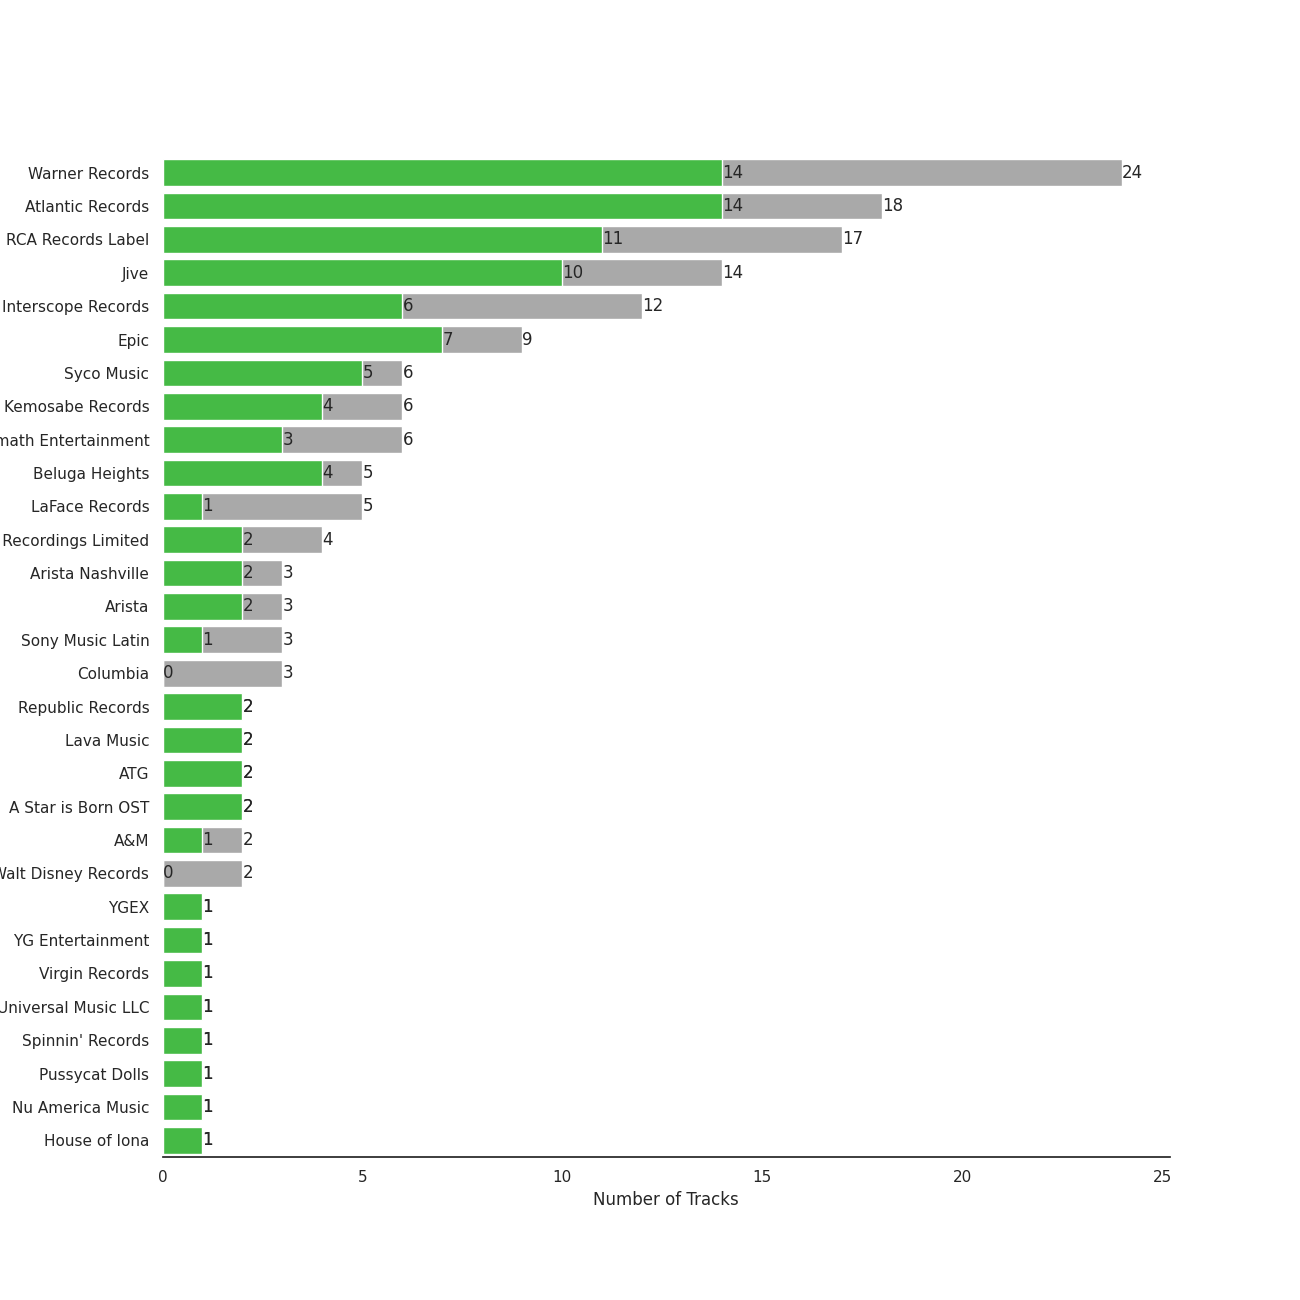 Warner Records 14 24
Atlantic Records 14 18
RCA Records Label 11 17
Jive 10 14
Interscope Records 6 12
Epic 7 9
Syco Music 5 6
Kemosabe Records 4 6
Entertainment 3 6
Beluga Heights 4 5
LaFace Records 1 5
Recordings Limited 2 4
Arista Nashville 2 3
Arista 2 3
Sony Music Latin 1 3
Columbia 0 3
Republic Records 2
Lava Music 2
ATG 2
A Star is Born OST 2
A&M 1 2
Walt Disney Records 0 2
YGEX 1
YG Entertainment 1
Virgin Records 1
Universal Music LLC 1
Spinnin' Records 1
Pussycat Dolls 1
Nu America Music 1
House of Iona 1
0 5 10 15 20 25
Number of Tracks